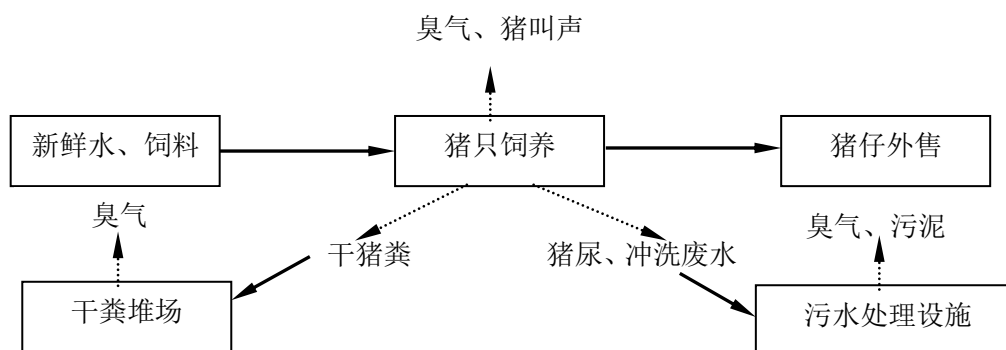 臭气、猪叫声
新鲜水、饲料
猪只饲养
猪仔外售
臭气
臭气、污泥
干猪粪
猪尿、冲洗废水
干粪堆场
污水处理设施